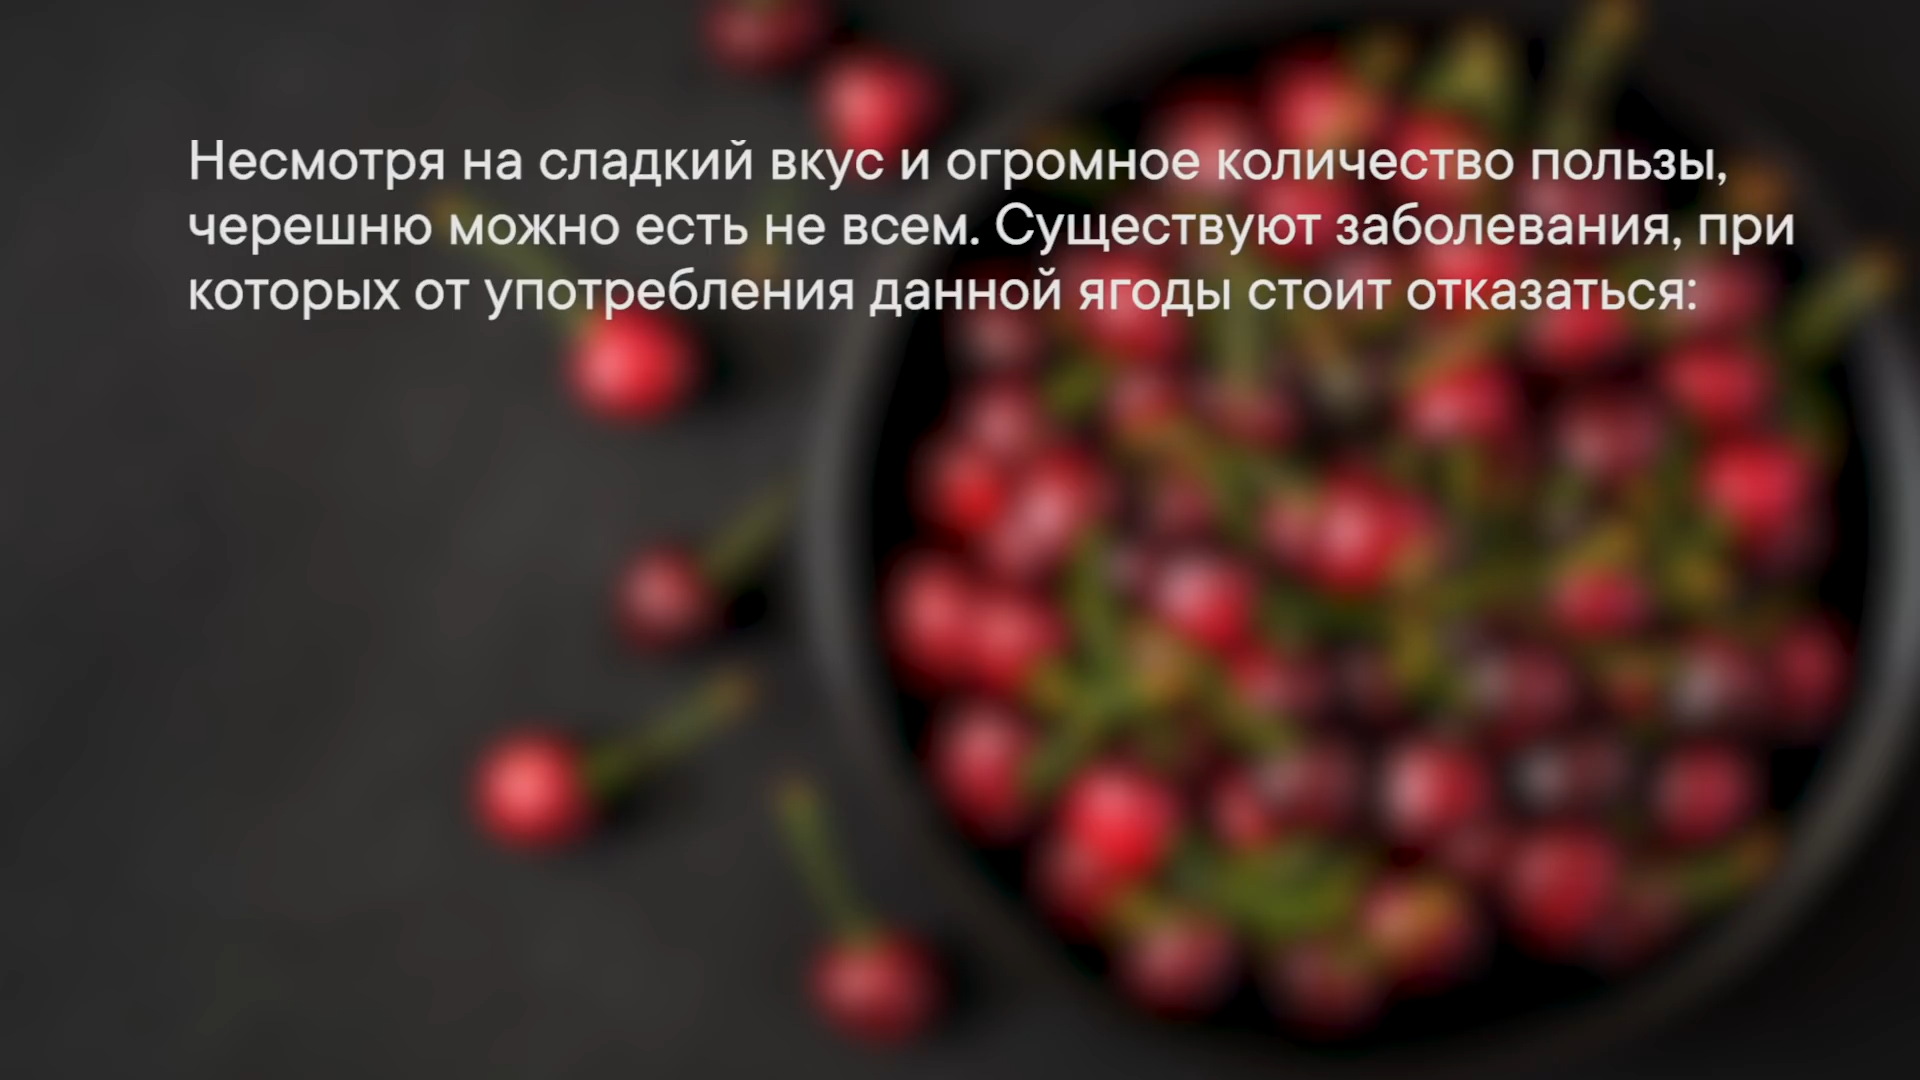 Несмотря на сладкий вкус и огромное количество пользы,
черешню можно есть не всем. Существуют заболевания, при
которых от употребления данной ягоды стоит отказаться: